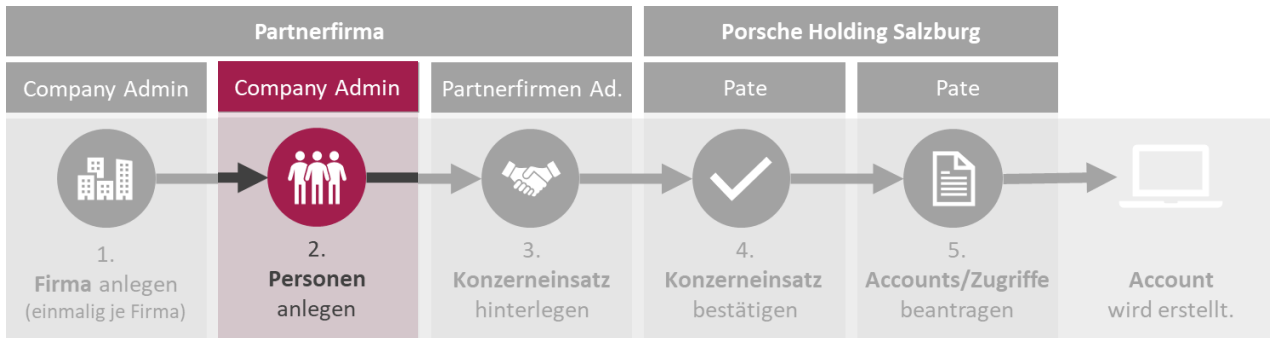 Partnerfirma
Porsche Holding Salzburg
Company Admin
Company Admin
Partnerfirmen Ad.
Pate
Pate
1.
Firma anlegen
(einmalig je Firma)
2.
Personen
anlegen
3.
Konzerneinsatz
hinterlegen
4.
Konzerneinsatz
bestätigen
5.
Accounts/Zugriffe
beantragen
Account
wird erstellt.